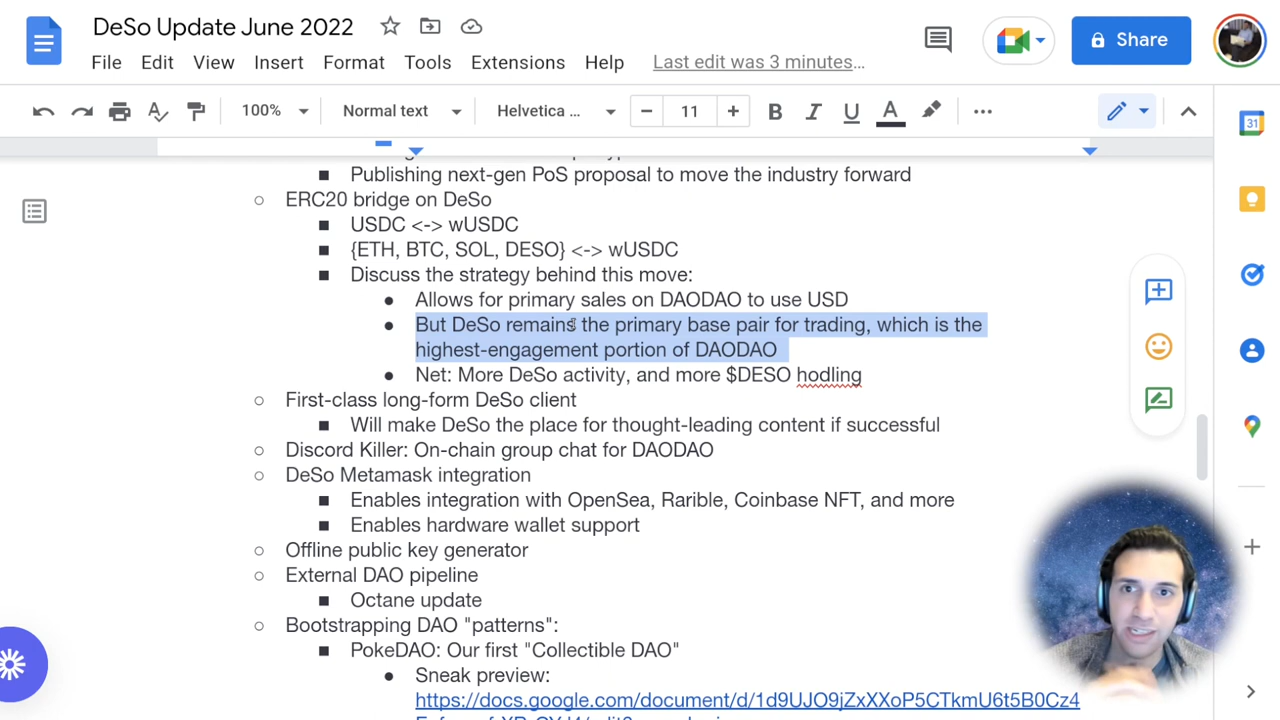 DeSo Update June 2022
File Edit View Insert Format Tools Extensions Help Last edit was 3 minutes…
Share
100% Normal text Helvetica ... 11 B I U A
31
Publishing next-gen PoS proposal to move the industry forward
ERC20 bridge on DeSo
USDC <-> wUSDC
{ETH, BTC, SOL, DESO} <-> wUSDC
Discuss the strategy behind this move:
Allows for primary sales on DAODAO to use USD
But DeSo remains the primary base pair for trading, which is the
highest-engagement portion of DAODAO
Net: More DeSo activity, and more $DESO hodling
First-class long-form DeSo client
Will make DeSo the place for thought-leading content if successful
Discord Killer: On-chain group chat for DAODAO
DeSo Metamask integration
Enables integration with OpenSea, Rarible, Coinbase NFT, and more
Enables hardware wallet support
Offline public key generator
External DAO pipeline
Octane update
Bootstrapping DAO "patterns":
PokeDAO: Our first "Collectible DAO"
Sneak preview:
https://docs.google.com/document/d/1d9UJO9jZxXXoP5CTkmU6t5B0Cz4